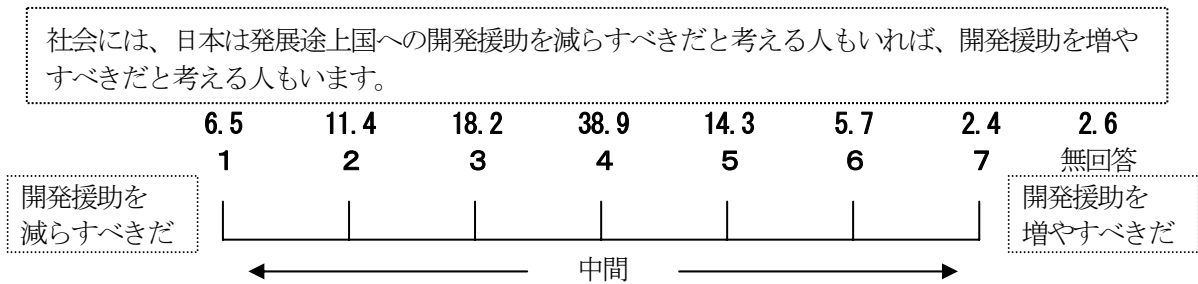 社会には、日本は発展途上国への開発援助を減らすべきだと考える人もいれば、開発援助を増や
すべきだと考える人もいます。
6.5 11.4 18.2 38.9 14.3 5.7 2.4 2.6
1 2 3 4 5 6 7 無回答
開発援助を
減らすべきだ
開発援助を
増やすべきだ
中間